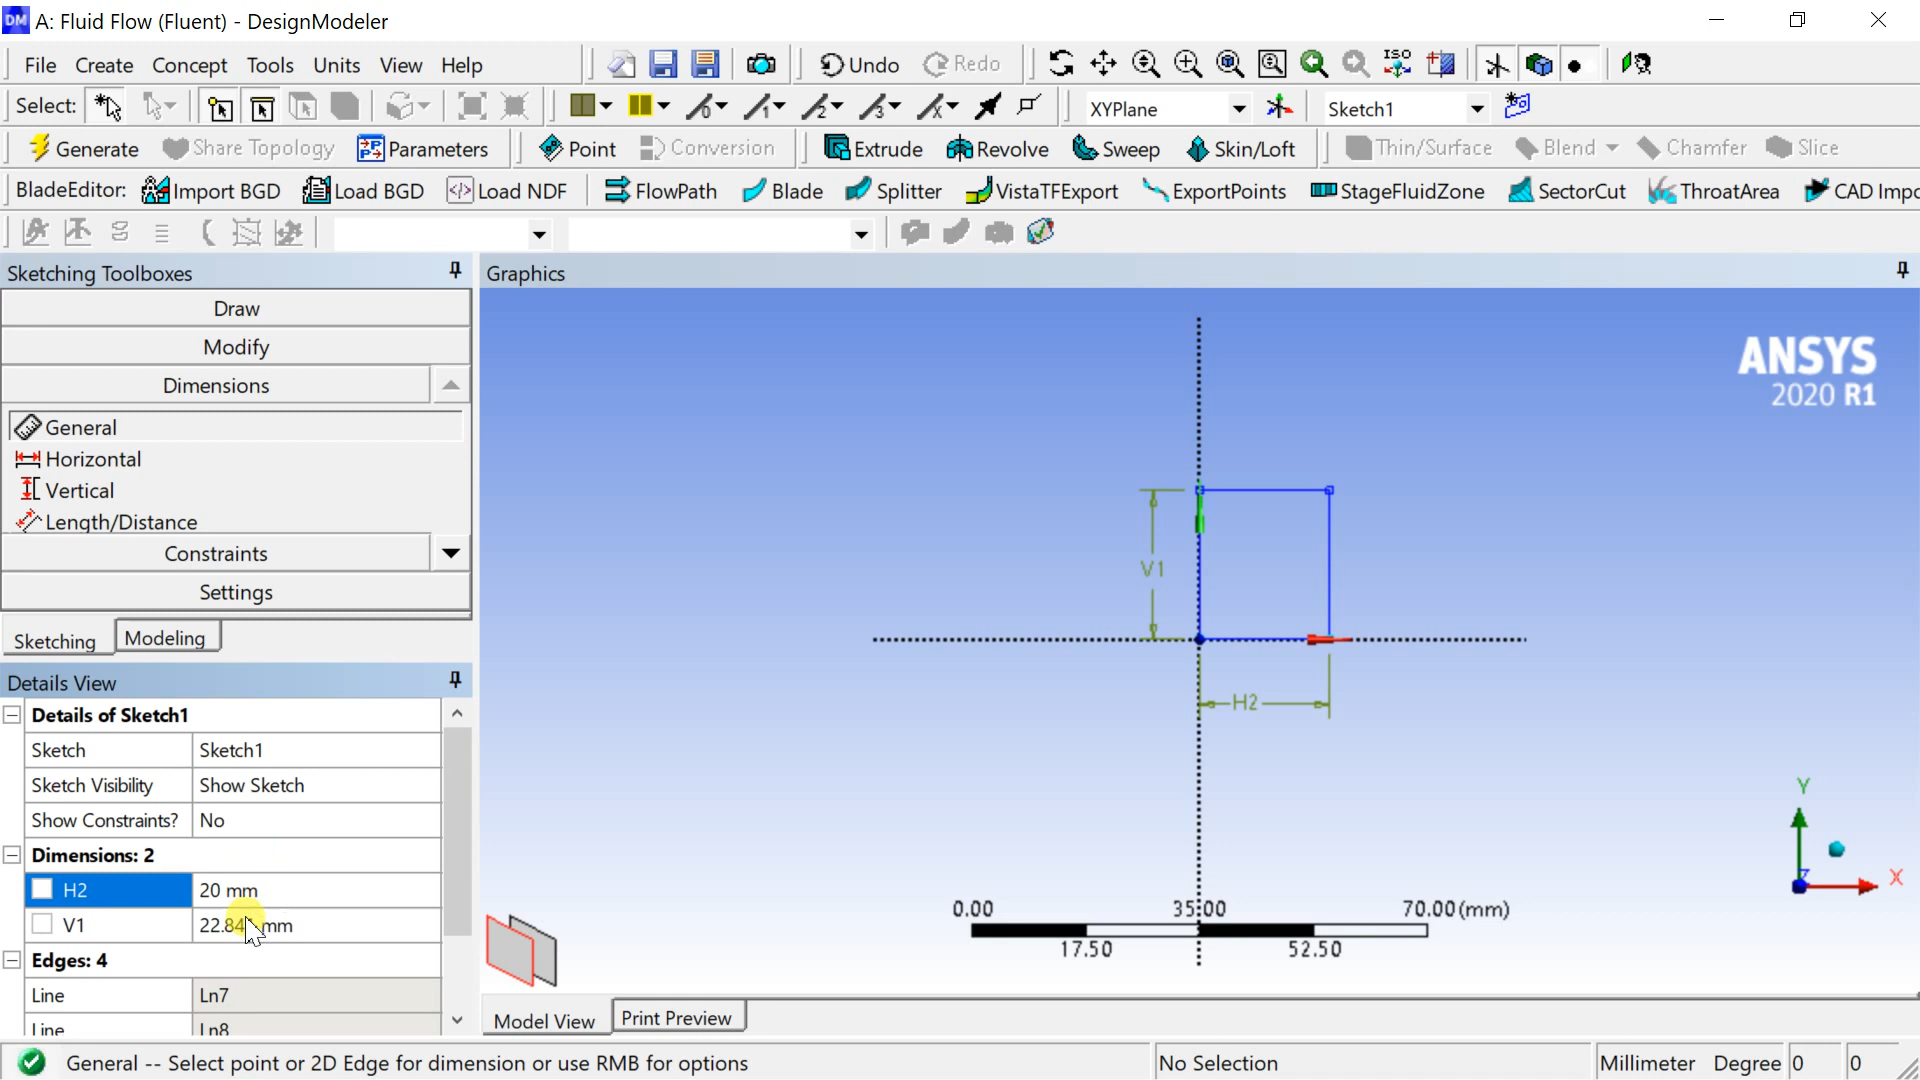 DM A: Fluid Flow (Fluent) - DesignModeler
File Create Concept Tools Units View Help Undo Redo ISO
Select: XYPlane Sketch1
Generate Share Topology Parameters Point Conversion Extrude Revolve Sweep Skin/Loft Thin/Surface Blend Chamfer Slice
BladeEditor: Import BGD Load BGD Load NDF FlowPath Blade Splitter VistaTFExport ExportPoints StageFluidZone SectorCut ThroatArea CAD Impo
Sketching Toolboxes
Draw
Modify
Dimensions
General
Horizontal
Vertical
Length/Distance
Constraints
Settings
Sketching Modeling
Details View
Details of Sketch1
Sketch Sketch1
Sketch Visibility Show Sketch
Show Constraints? No
Dimensions: 2
H2 20 mm
V1 mm
Edges: 4
Line Ln7
Line Ln8
Graphics
ANSYS
2020 R1
V1
H2
Y
Z
X
0.00 35.00 70.00 (mm)
17.50 52.50
Model View Print Preview
General -- Select point or 2D Edge for dimension or use RMB for options No Selection Millimeter Degree 0 0